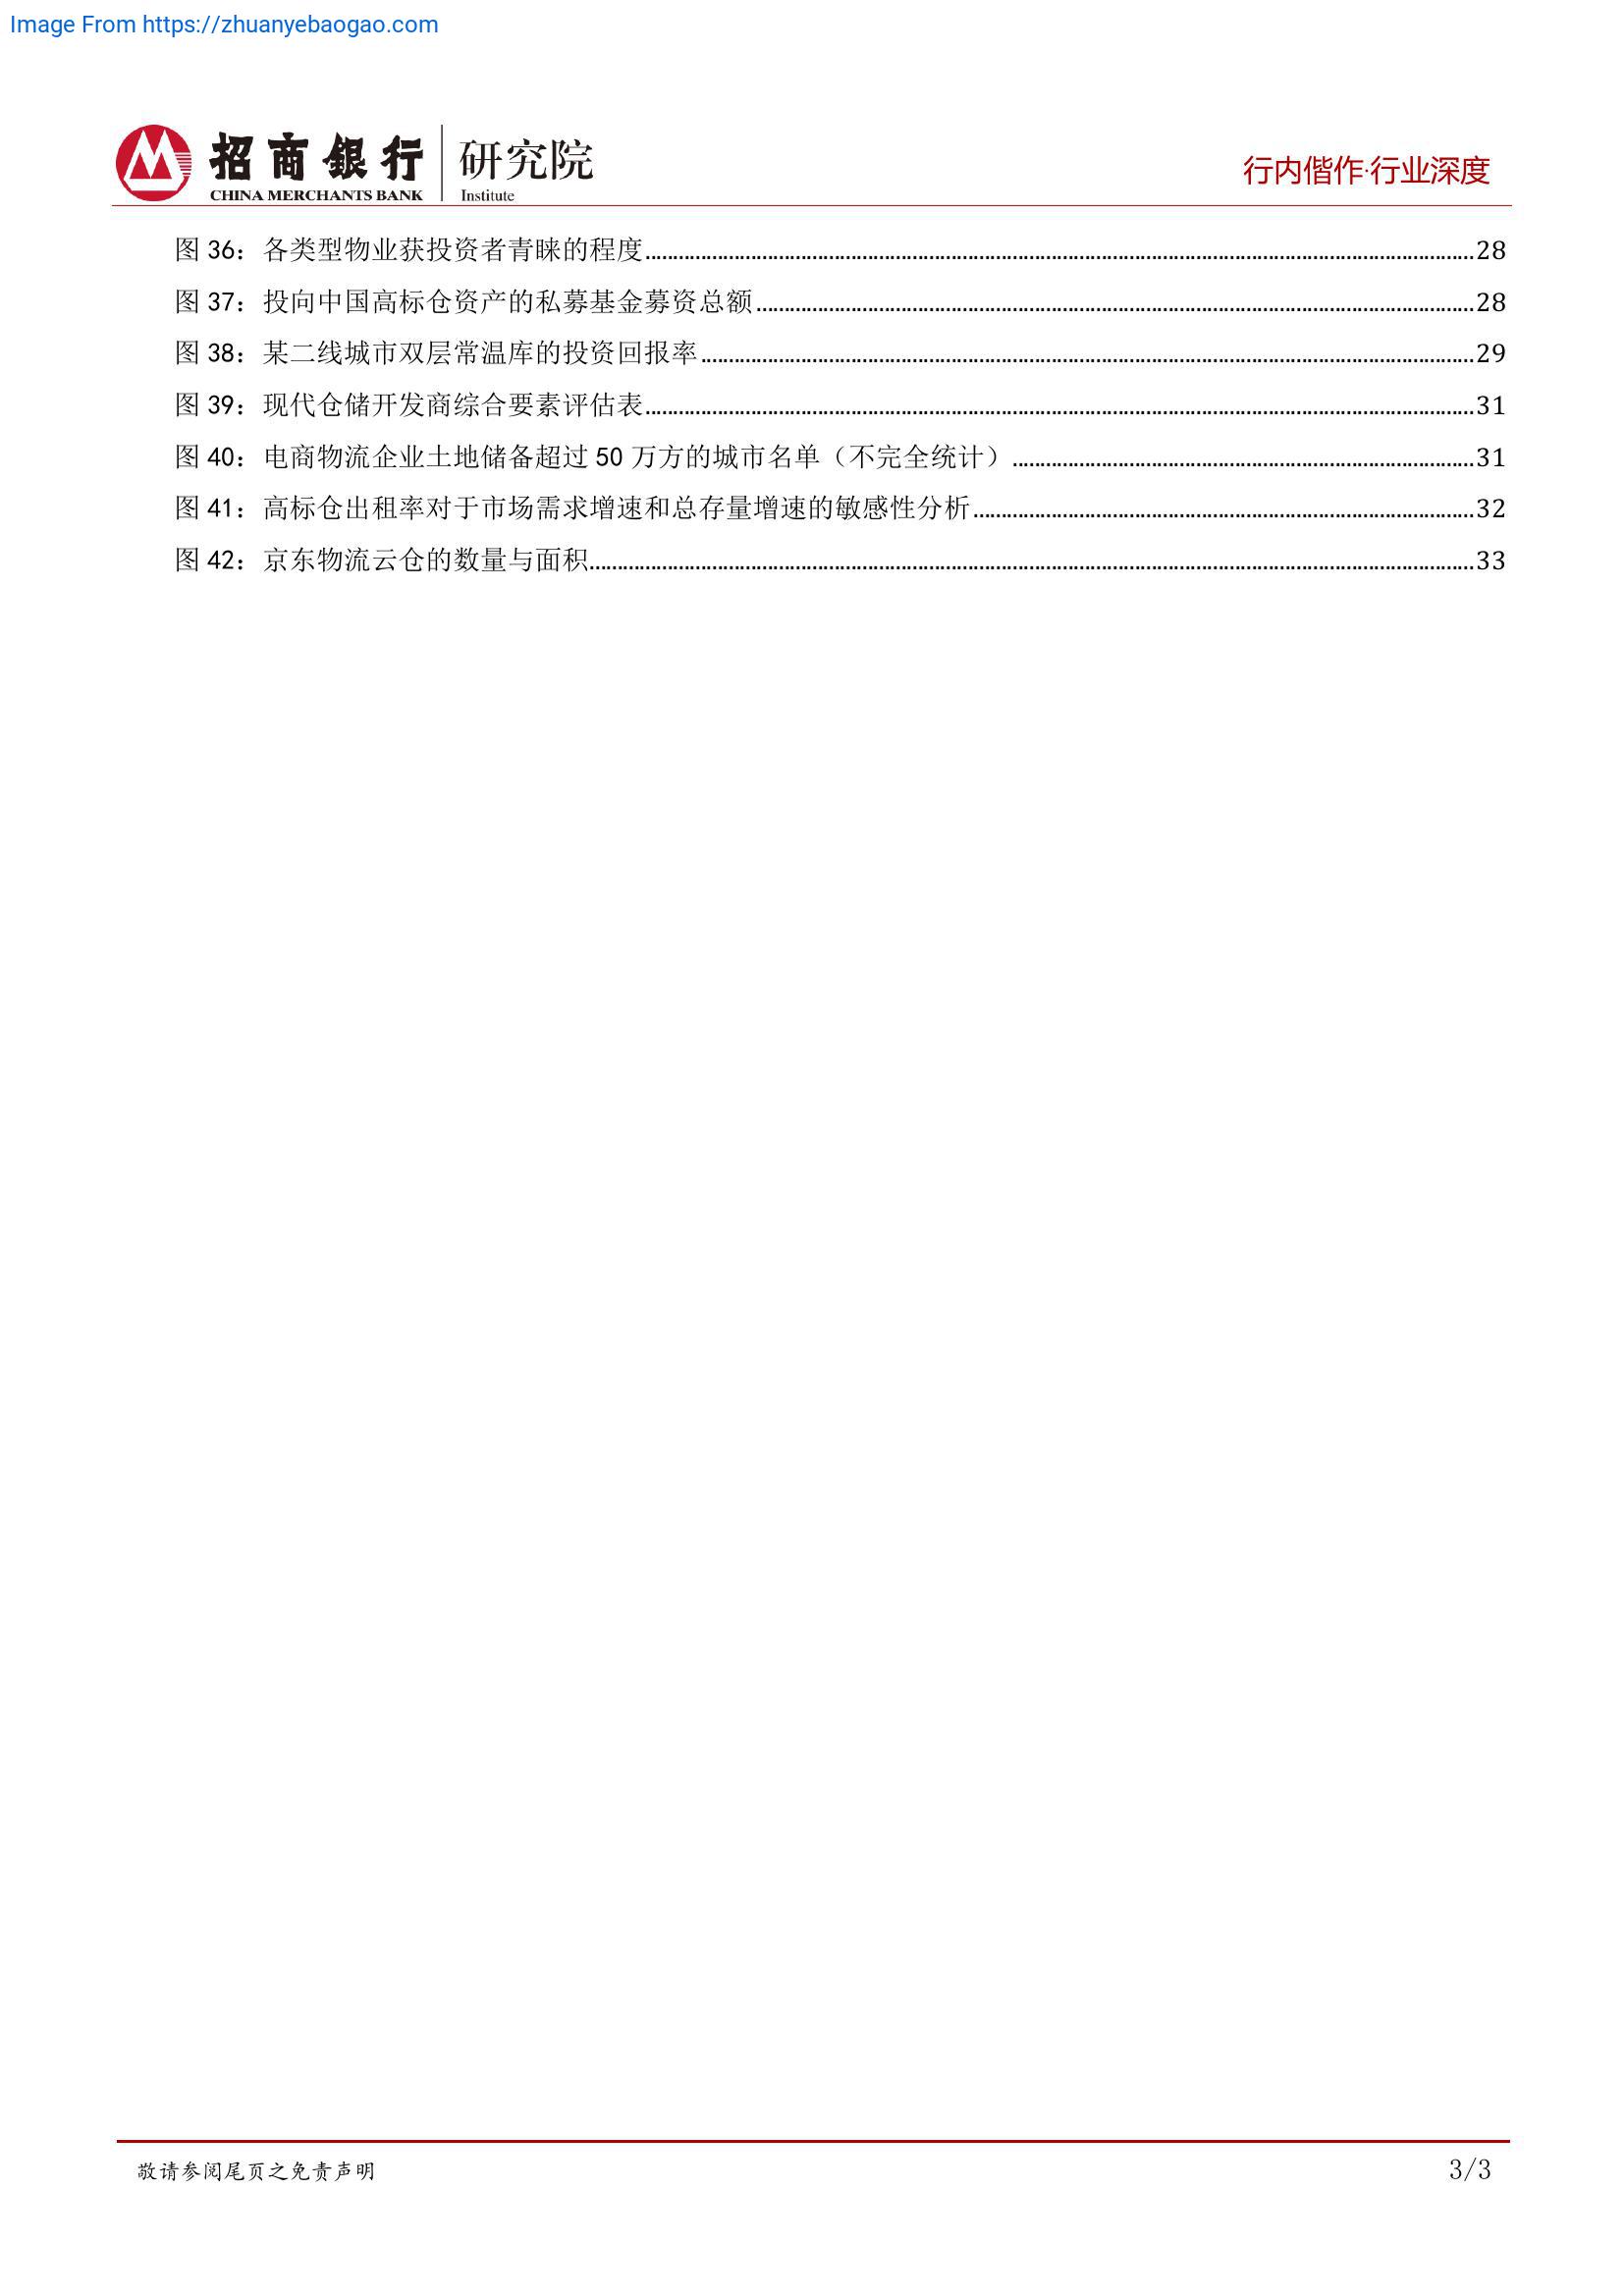 Image From https://zhuanyebaogao.com
招商銀行 研究院
CHINA MERCHANTS BANK Institute
行内偕作·行业深度
图 36：各类型物业获投资者青睐的程度 28
图 37：投向中国高标仓资产的私募基金募资总额 28
图 38：某二线城市双层常温库的投资回报率 29
图 39：现代仓储开发商综合要素评估表 31
图 40：电商物流企业土地储备超过 50 万方的城市名单（不完全统计） 31
图 41：高标仓出租率对于市场需求增速和总存量增速的敏感性分析 32
图 42：京东物流云仓的数量与面积 33
敬请参阅尾页之免责声明 3/3